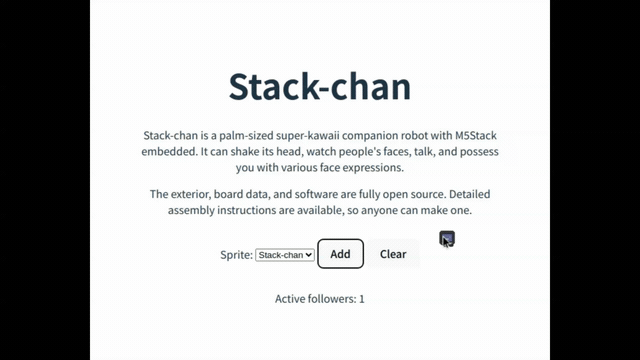 Stack-chan
Stack-chan is a palm-sized super-kawaii companion robot with M5Stack
embedded. It can shake its head, watch people's faces, talk, and possess
you with various face expressions.
The exterior, board data, and software are fully open source. Detailed
assembly instructions are available, so anyone can make one.
Sprite: Stack-chan Add Clear
Active followers: 1